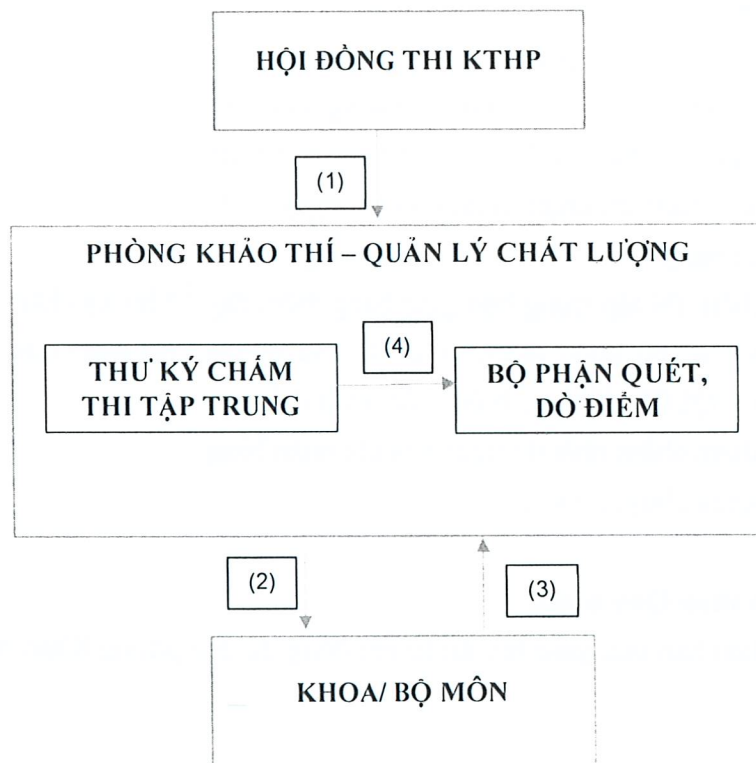 HỘI ĐỒNG THI KTHP
(1)
PHÒNG KHẢO THÍ – QUẢN LÝ CHẤT LƯỢNG
THƯ KÝ CHẤM
THI TẬP TRUNG
(4)
BỘ PHẬN QUÉT,
DÒ ĐIỂM
(2)
(3)
KHOA/ BỘ MÔN